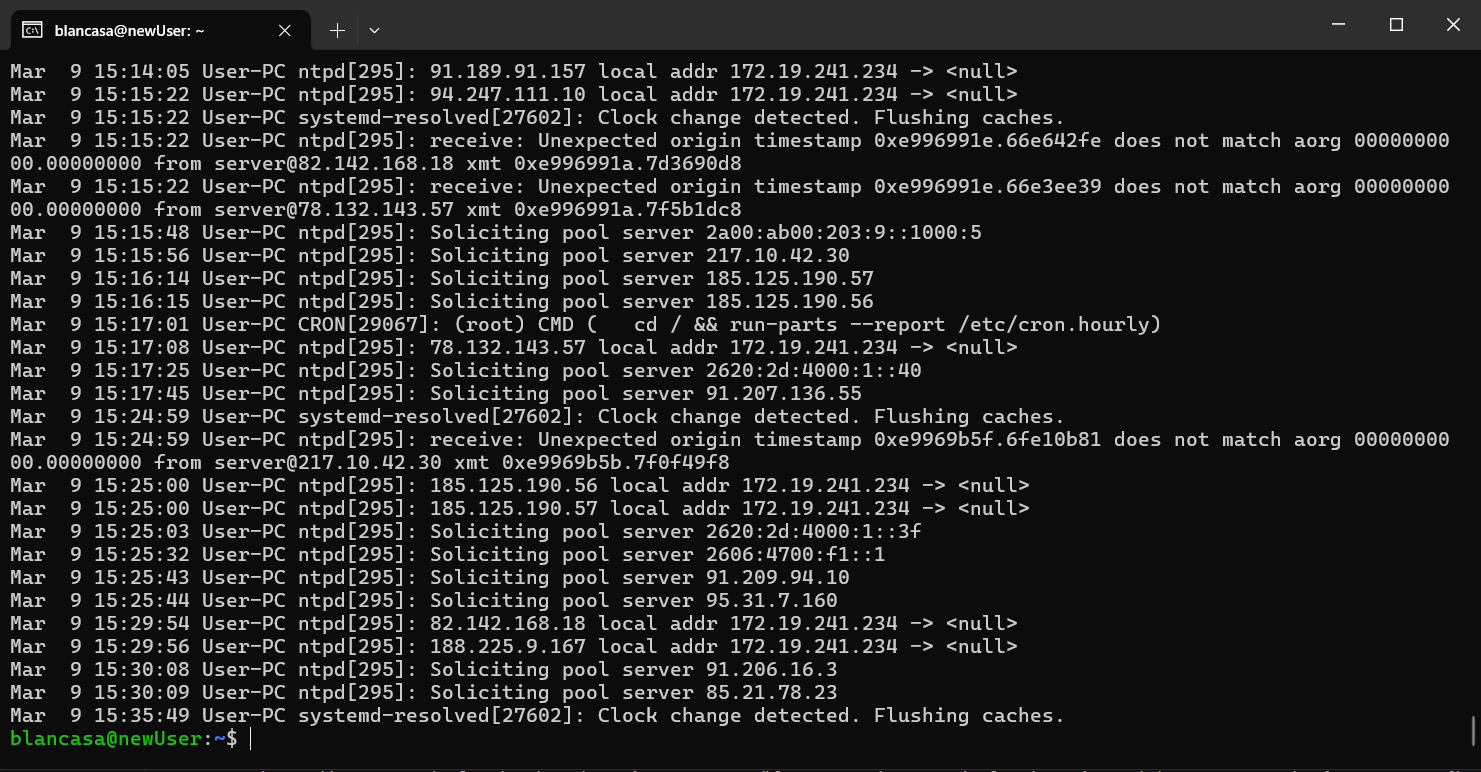 blancasa@newUser: ~
Mar  9 15:14:05 User-PC ntpd[295]: 91.189.91.157 local addr 172.19.241.234 -> <null>
Mar  9 15:15:22 User-PC ntpd[295]: 94.247.111.10 local addr 172.19.241.234 -> <null>
Mar  9 15:15:22 User-PC systemd-resolved[27602]: Clock change detected. Flushing caches.
Mar  9 15:15:22 User-PC ntpd[295]: receive: Unexpected origin timestamp 0xe996991e.66e642fe does not match aorg 00000000
00.00000000 from server@82.142.168.18 xmt 0xe996991a.7d3690d8
Mar  9 15:15:22 User-PC ntpd[295]: receive: Unexpected origin timestamp 0xe996991e.66e3ee39 does not match aorg 00000000
00.00000000 from server@78.132.143.57 xmt 0xe996991a.7f5b1dc8
Mar  9 15:15:48 User-PC ntpd[295]: Soliciting pool server 2a00:ab00:203:9::1000:5
Mar  9 15:15:56 User-PC ntpd[295]: Soliciting pool server 217.10.42.30
Mar  9 15:16:14 User-PC ntpd[295]: Soliciting pool server 185.125.190.57
Mar  9 15:16:15 User-PC ntpd[295]: Soliciting pool server 185.125.190.56
Mar  9 15:17:01 User-PC CRON[29067]: (root) CMD (   cd / && run-parts --report /etc/cron.hourly)
Mar  9 15:17:08 User-PC ntpd[295]: 78.132.143.57 local addr 172.19.241.234 -> <null>
Mar  9 15:17:25 User-PC ntpd[295]: Soliciting pool server 2620:2d:4000:1::40
Mar  9 15:17:45 User-PC ntpd[295]: Soliciting pool server 91.207.136.55
Mar  9 15:24:59 User-PC systemd-resolved[27602]: Clock change detected. Flushing caches.
Mar  9 15:24:59 User-PC ntpd[295]: receive: Unexpected origin timestamp 0xe9969b5f.6fe10b81 does not match aorg 00000000
00.00000000 from server@217.10.42.30 xmt 0xe9969b5b.7f0f49f8
Mar  9 15:25:00 User-PC ntpd[295]: 185.125.190.56 local addr 172.19.241.234 -> <null>
Mar  9 15:25:00 User-PC ntpd[295]: 185.125.190.57 local addr 172.19.241.234 -> <null>
Mar  9 15:25:03 User-PC ntpd[295]: Soliciting pool server 2620:2d:4000:1::3f
Mar  9 15:25:32 User-PC ntpd[295]: Soliciting pool server 2606:4700:f1::1
Mar  9 15:25:43 User-PC ntpd[295]: Soliciting pool server 91.209.94.10
Mar  9 15:25:44 User-PC ntpd[295]: Soliciting pool server 95.31.7.160
Mar  9 15:29:54 User-PC ntpd[295]: 82.142.168.18 local addr 172.19.241.234 -> <null>
Mar  9 15:29:56 User-PC ntpd[295]: 188.225.9.167 local addr 172.19.241.234 -> <null>
Mar  9 15:30:08 User-PC ntpd[295]: Soliciting pool server 91.206.16.3
Mar  9 15:30:09 User-PC ntpd[295]: Soliciting pool server 85.21.78.23
Mar  9 15:35:49 User-PC systemd-resolved[27602]: Clock change detected. Flushing caches.
blancasa@newUser:~$